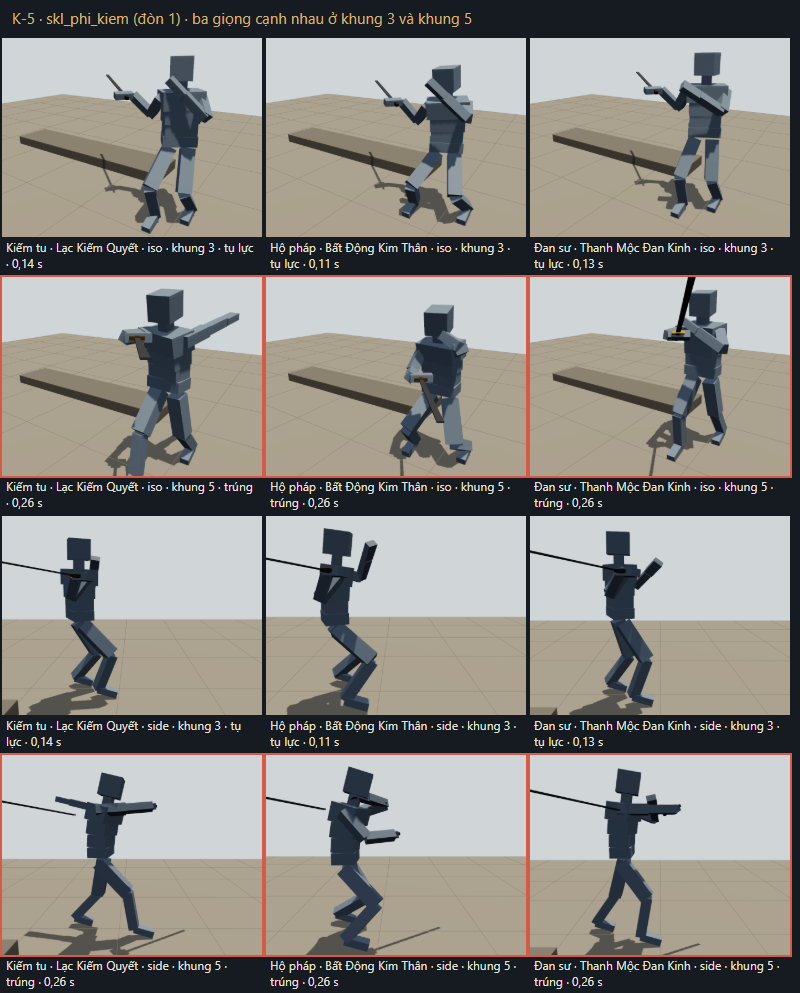 K-5 · skl_phi_kiem (đòn 1) · ba giọng cạnh nhau ở khung 3 và khung 5
Kiếm tu · Lạc Kiếm Quyết · iso · khung 3 · tụ lực
· 0,14 s
Hộ pháp · Bất Động Kim Thân · iso · khung 3 ·
tụ lực · 0,11 s
Đan sư · Thanh Mộc Đan Kinh · iso · khung 3 ·
tụ lực · 0,13 s
Kiếm tu · Lạc Kiếm Quyết · iso · khung 5 · trúng
· 0,26 s
Hộ pháp · Bất Động Kim Thân · iso · khung 5 ·
trúng · 0,26 s
Đan sư · Thanh Mộc Đan Kinh · iso · khung 5 ·
trúng · 0,26 s
Kiếm tu · Lạc Kiếm Quyết · side · khung 3 · tụ
lực · 0,14 s
Hộ pháp · Bất Động Kim Thân · side · khung 3 ·
tụ lực · 0,11 s
Đan sư · Thanh Mộc Đan Kinh · side · khung 3 ·
tụ lực · 0,13 s
Kiếm tu · Lạc Kiếm Quyết · side · khung 5 ·
trúng · 0,26 s
Hộ pháp · Bất Động Kim Thân · side · khung 5 ·
trúng · 0,26 s
Đan sư · Thanh Mộc Đan Kinh · side · khung 5 ·
trúng · 0,26 s